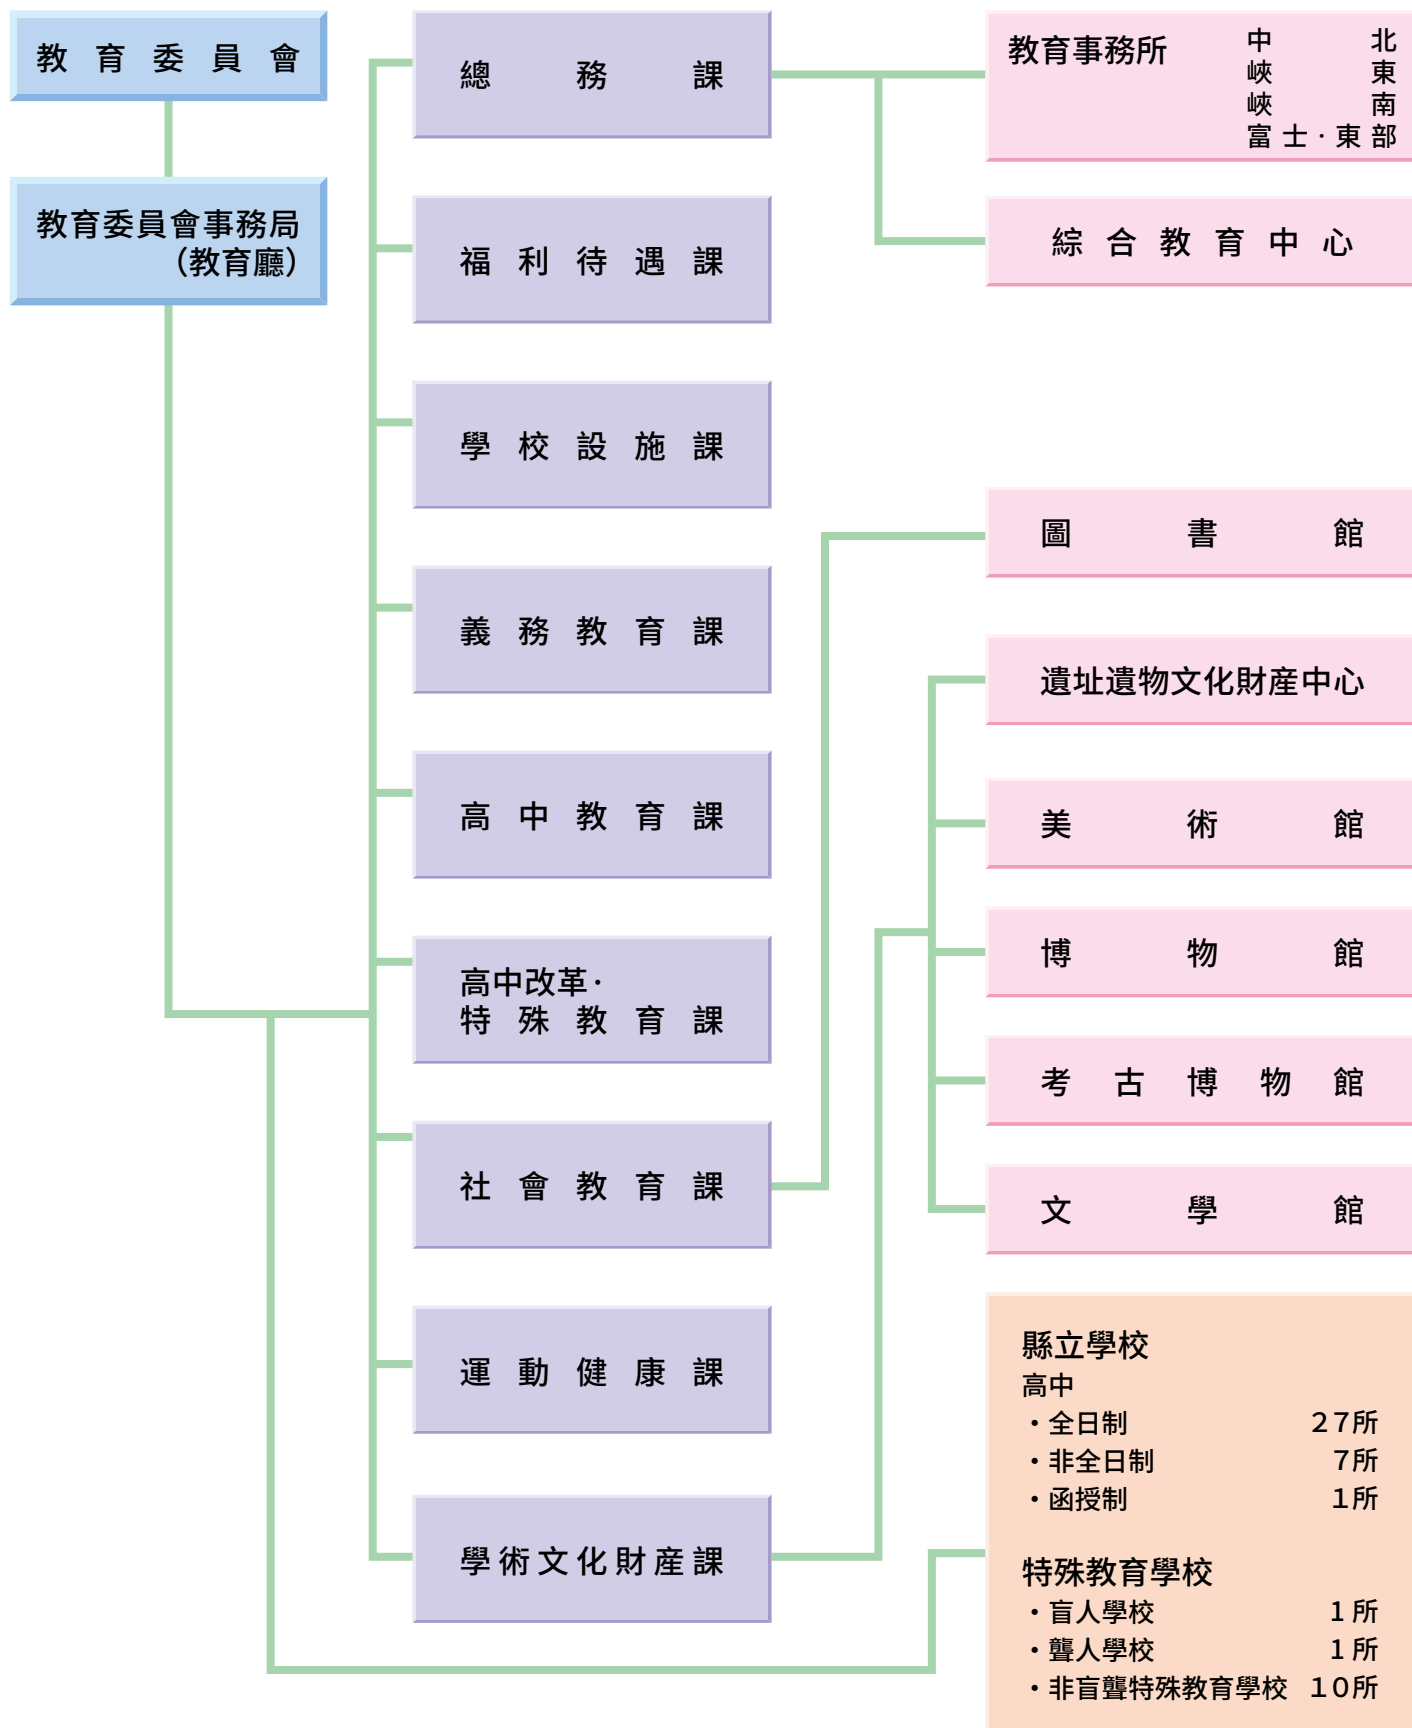 教育委員會
教育委員會事務局
（教育廳）
總務課
福利待遇課
學校設施課
義務教育課
高中教育課
高中改革·
特殊教育課
社會教育課
運動健康課
學術文化財産課
教育事務所 中北
峽東
峽南
富士·東部
綜合教育中心
圖書館
遺址遺物文化財産中心
美術館
博物館
考古博物館
文學館
縣立學校
高中
・全日制 27所
・非全日制 7所
・函授制 1所
特殊教育學校
・盲人學校 1所
・聾人學校 1所
・非盲聾特殊教育學校 10所